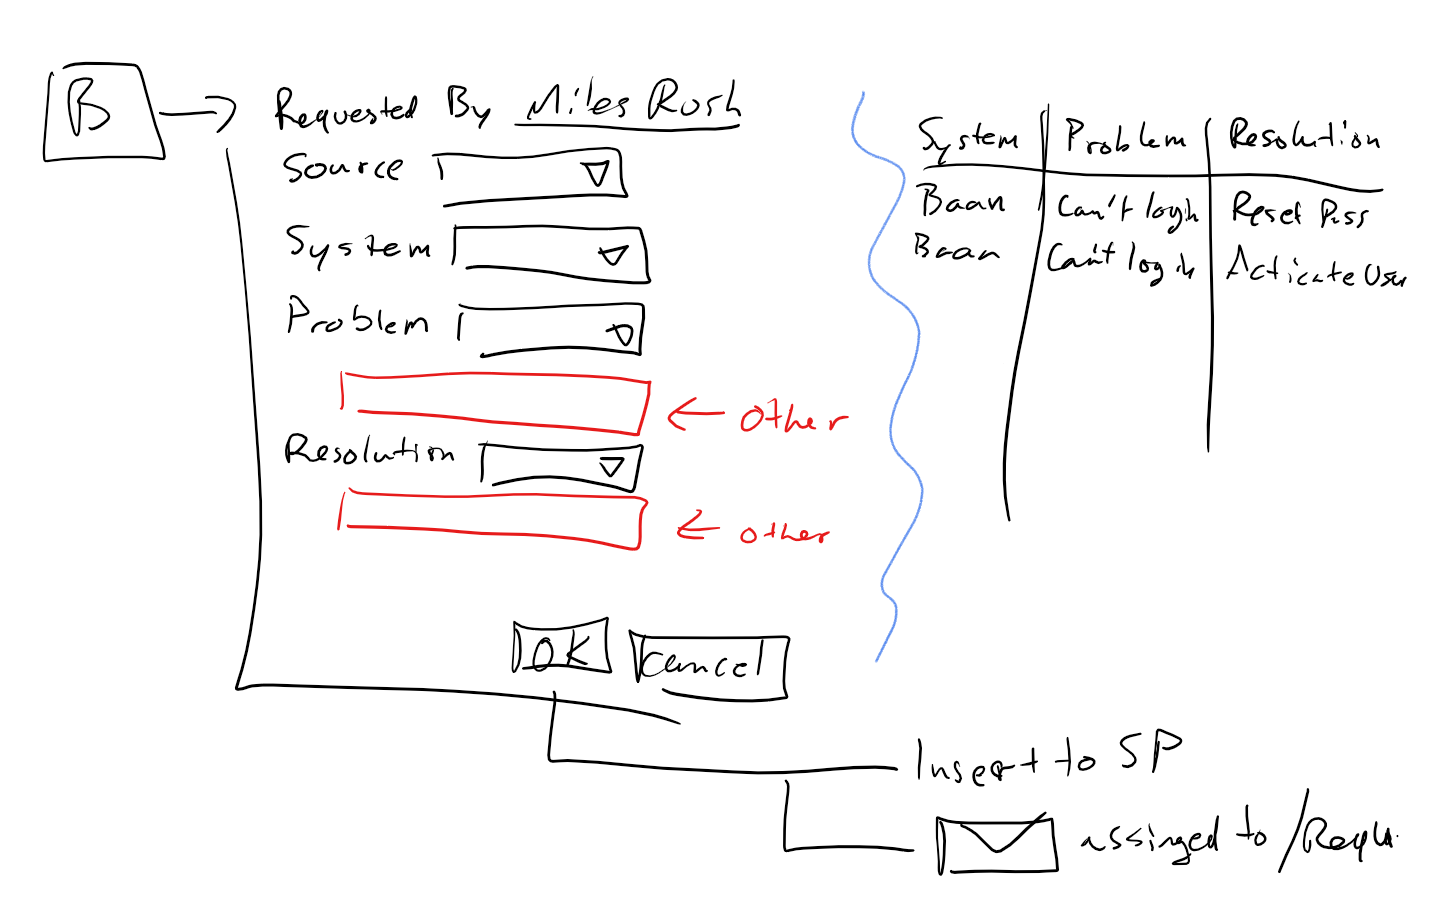 B
Requested By Miles Rush
Source
System
Problem
← Other
Resolution
← other
OK Cancel
System Problem Resolution
Baan Can't login Reset Pass
Baan Can't login Acticate User
Insert to SP
assinged to /Requ.